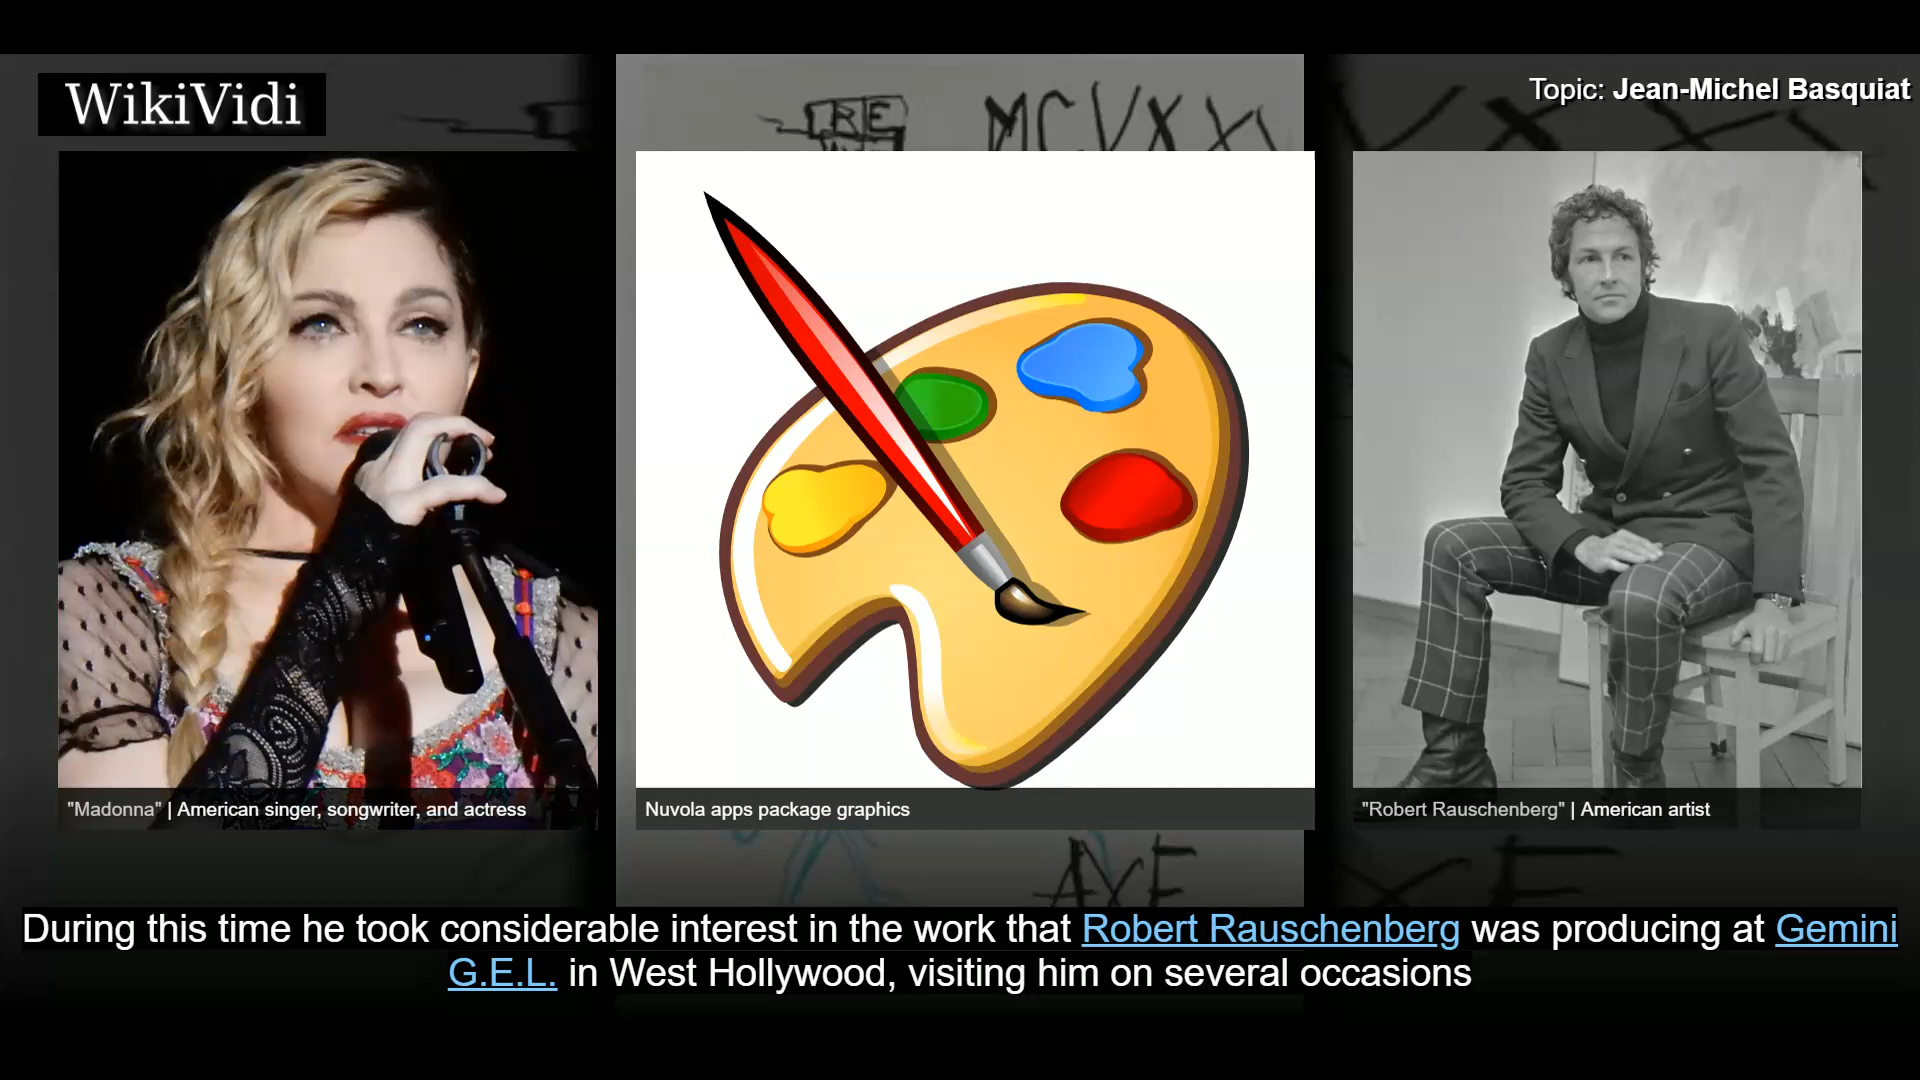 WikiVidi
Topic: Jean-Michel Basquiat
MCVXX
"Madonna" | American singer, songwriter, and actress
Nuvola apps package graphics
"Robert Rauschenberg" | American artist
AXE
During this time he took considerable interest in the work that Robert Rauschenberg was producing at Gemini
G.E.L. in West Hollywood, visiting him on several occasions